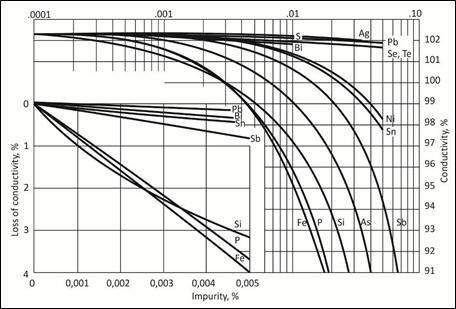 .0001 .001 .01 .10
S Ag
Bi Pb
Se, Te
102
101
100
99
98
97
96
95
94
93
92
91
Conductivity, %
Ni
Sn
0
1
2
3
4
Loss of conductivity, %
Pb
Bi
Sn
Sb
Si
P
Fe
Fe P Si As Sb
0 0,001 0,002 0,003 0,004 0,005
Impurity, %